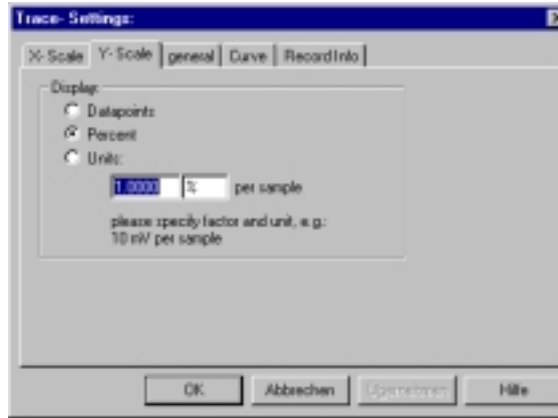 Trace- Settings:
X- Scale Y- Scale general Curve Record Info
Display:
Datapoints
Percent
Units:
1.0000 % per sample
please specify factor and unit, e.g.:
10 mV per sample
OK Abbrechen Übernehmen Hilfe